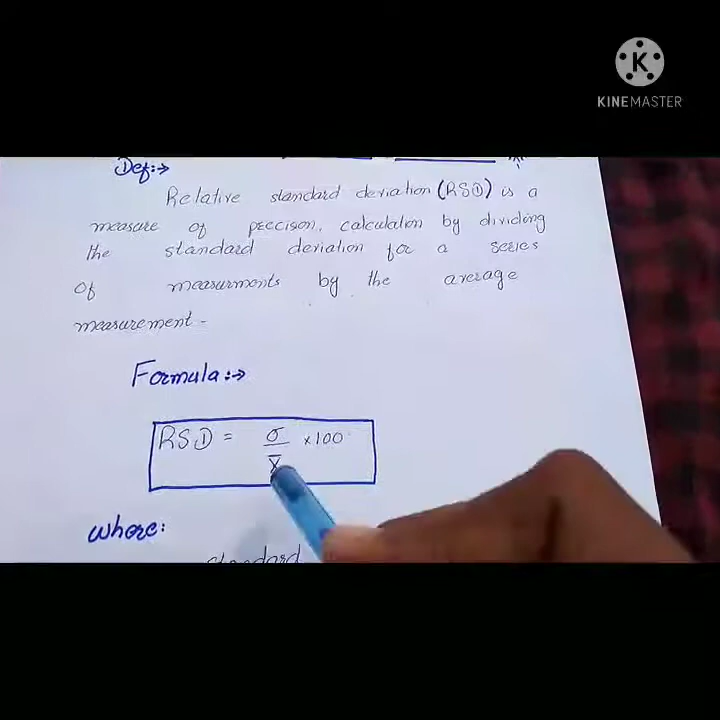 K
KINEMASTER
Def:→
Relative standard deviation (RSD) is a
measure of precison, calculation by dividing
the standard deviation for a series
of measurments by the average
measurement-
Formula:→
RSD = σ/X̄ ×100
where:
standard